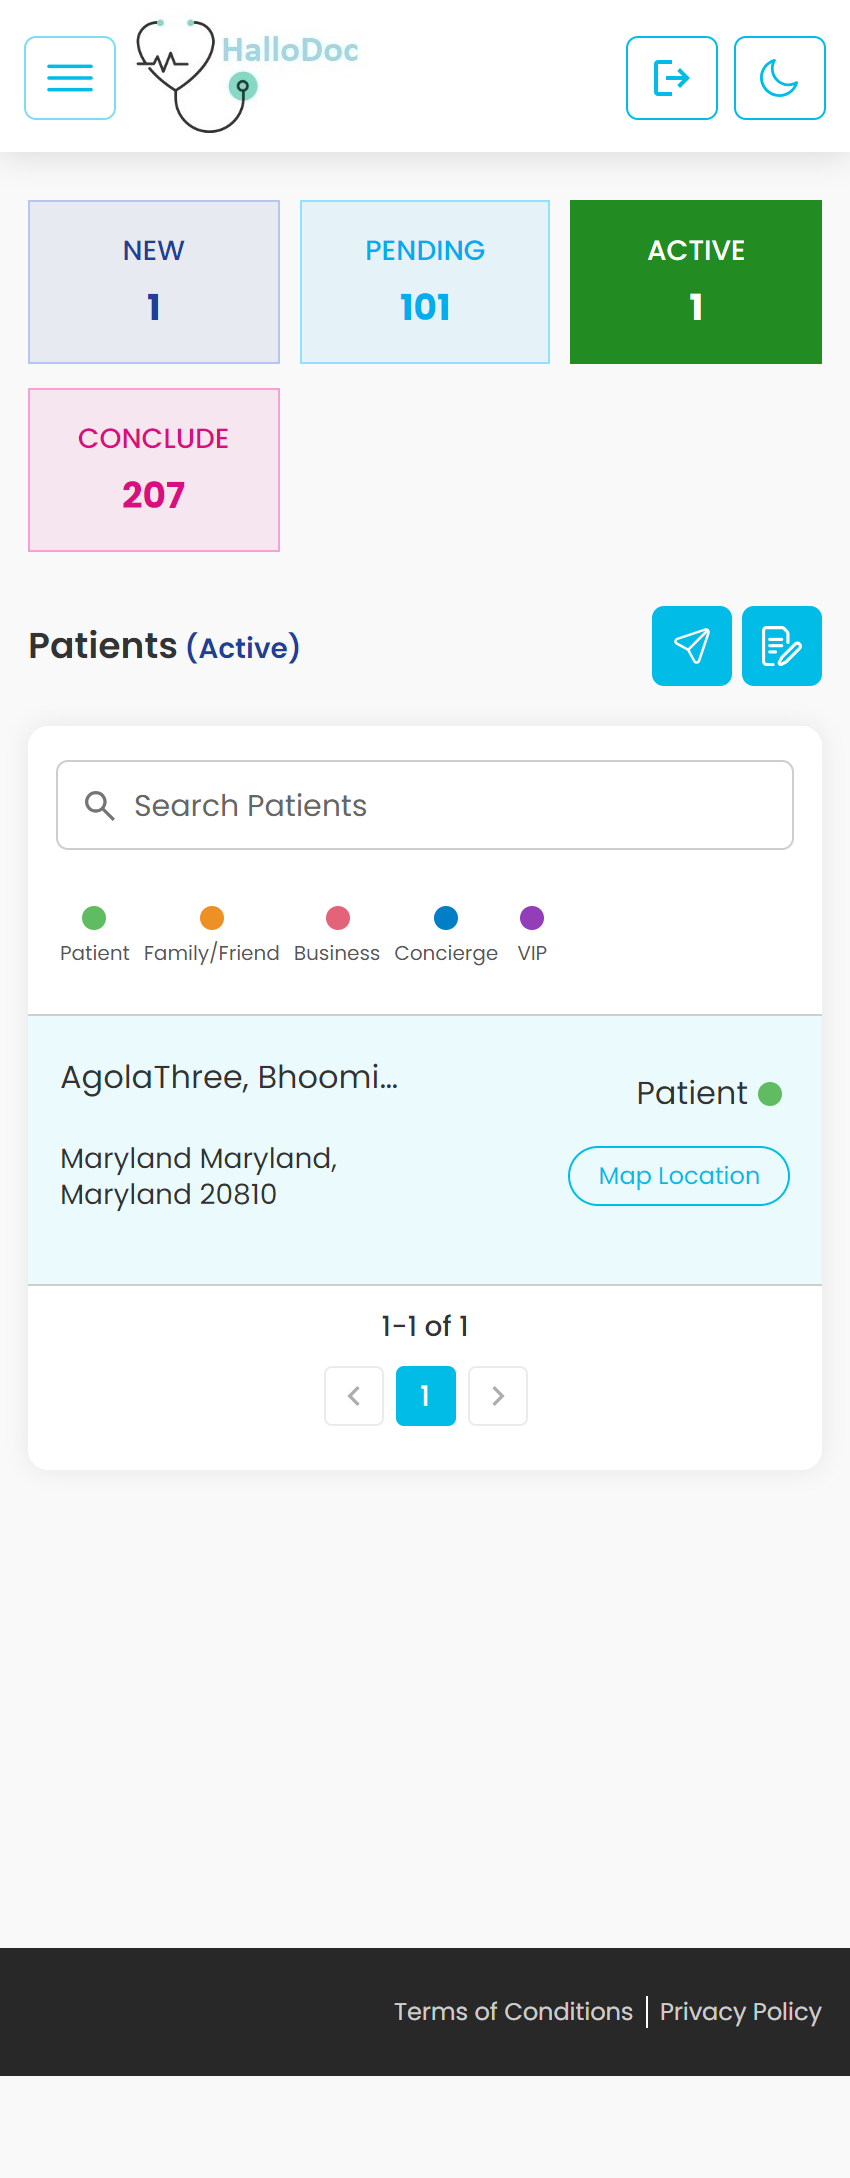 HalloDoc
NEW
1
PENDING
101
ACTIVE
1
CONCLUDE
207
Patients (Active)
Search Patients
Patient
Family/Friend
Business
Concierge
VIP
AgolaThree, Bhoomi...
Patient
Maryland Maryland,
Maryland 20810
Map Location
1-1 of 1
1
Terms of Conditions
Privacy Policy